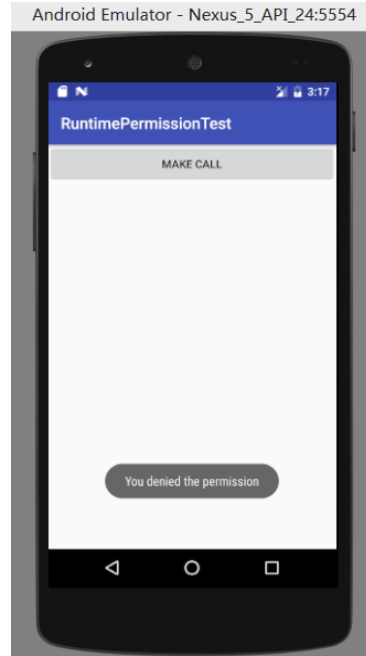 Android Emulator - Nexus_5_API_24:5554
3:17
RuntimePermissionTest
MAKE CALL
You denied the permission